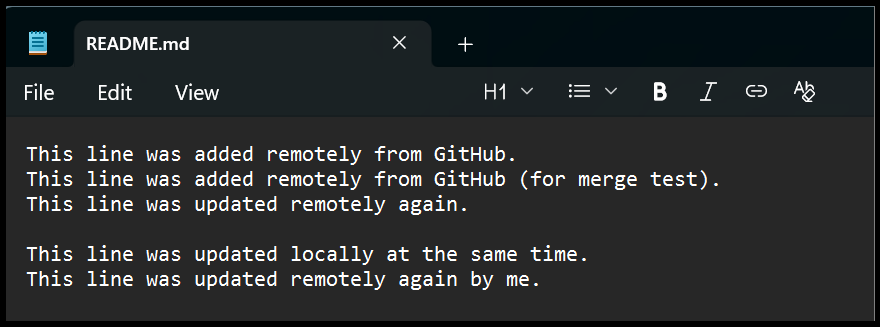 README.md
File Edit View H1 B I
This line was added remotely from GitHub.
This line was added remotely from GitHub (for merge test).
This line was updated remotely again.
This line was updated locally at the same time.
This line was updated remotely again by me.